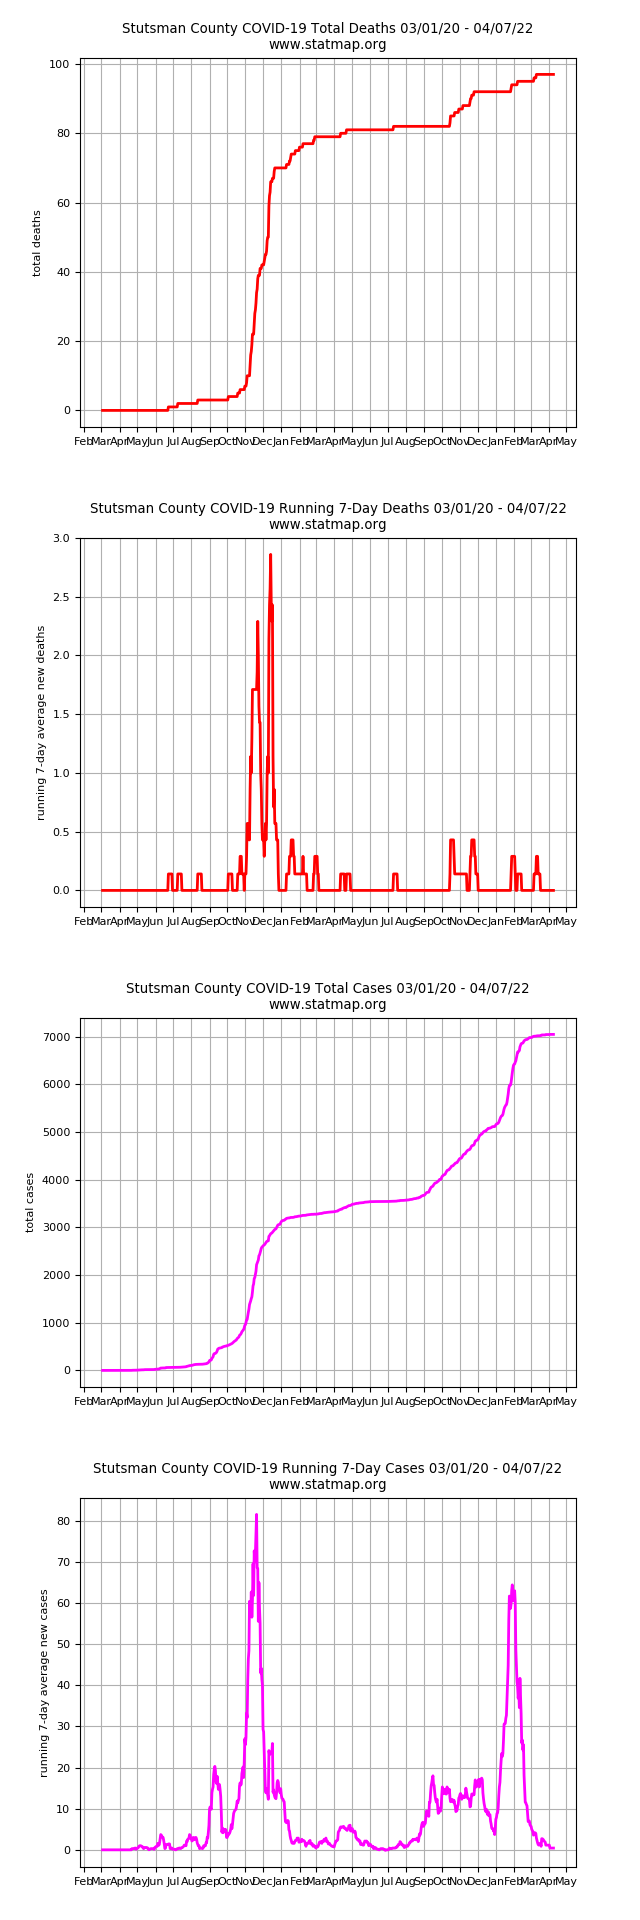 Stutsman County COVID-19 Total Deaths 03/01/20 - 04/07/22
www.statmap.org
100
80
60
40
20
0
total deaths
Feb Mar Apr May Jun Jul Aug Sep Oct Nov Dec Jan Feb Mar Apr May Jun Jul Aug Sep Oct Nov Dec Jan Feb Mar Apr May
Stutsman County COVID-19 Running 7-Day Deaths 03/01/20 - 04/07/22
www.statmap.org
3.0
2.5
2.0
1.5
1.0
0.5
0.0
running 7-day average new deaths
Feb Mar Apr May Jun Jul Aug Sep Oct Nov Dec Jan Feb Mar Apr May Jun Jul Aug Sep Oct Nov Dec Jan Feb Mar Apr May
Stutsman County COVID-19 Total Cases 03/01/20 - 04/07/22
www.statmap.org
7000
6000
5000
4000
3000
2000
1000
0
total cases
Feb Mar Apr May Jun Jul Aug Sep Oct Nov Dec Jan Feb Mar Apr May Jun Jul Aug Sep Oct Nov Dec Jan Feb Mar Apr May
Stutsman County COVID-19 Running 7-Day Cases 03/01/20 - 04/07/22
www.statmap.org
80
70
60
50
40
30
20
10
0
running 7-day average new cases
Feb Mar Apr May Jun Jul Aug Sep Oct Nov Dec Jan Feb Mar Apr May Jun Jul Aug Sep Oct Nov Dec Jan Feb Mar Apr May